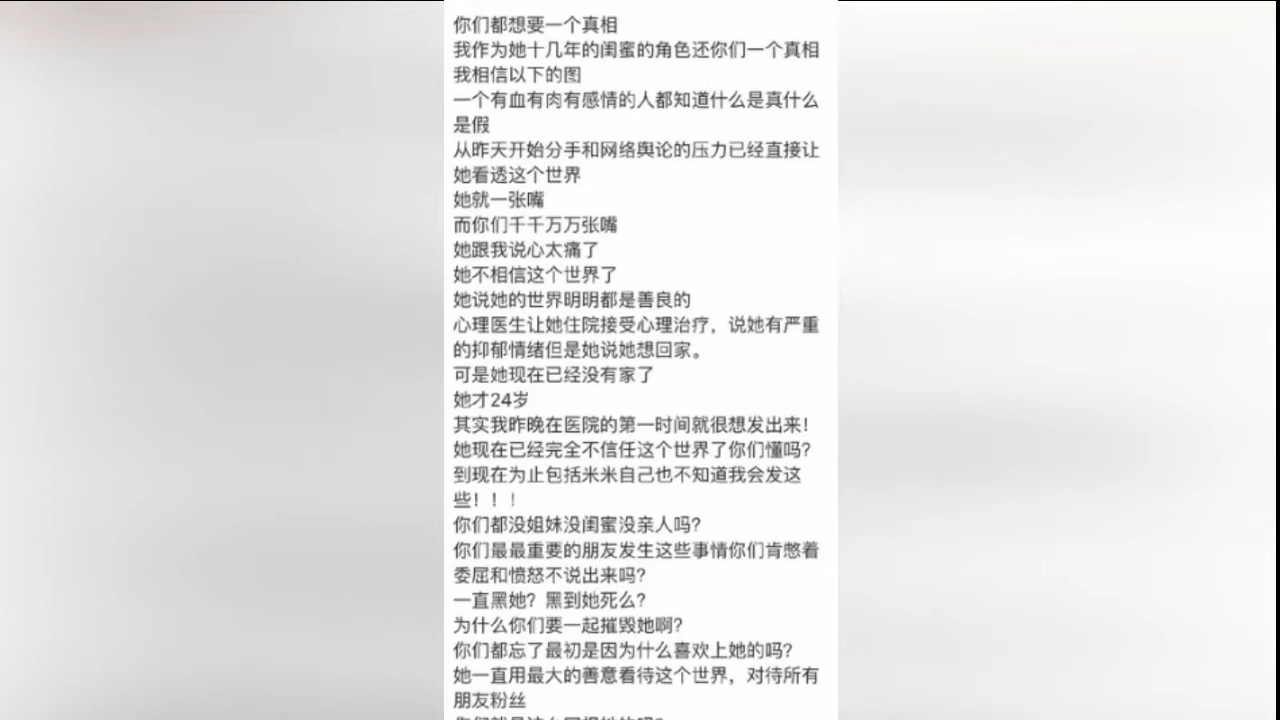 你们都想要一个真相
我作为她十几年的闺蜜的角色还你们一个真相
我相信以下的图
一个有血有肉有感情的人都知道什么是真什么
是假
从昨天开始分手和网络舆论的压力已经直接让
她看透这个世界
她就一张嘴
而你们千千万万张嘴
她跟我说心太痛了
她不相信这个世界了
她说她的世界明明都是善良的
心理医生让她住院接受心理治疗，说她有严重
的抑郁情绪但是她说她想回家。
可是她现在已经没有家了
她才24岁
其实我昨晚在医院的第一时间就很想发出来！
她现在已经完全不信任这个世界了你们懂吗？
到现在为止包括米米自己也不知道我会发这
些！！！
你们都没姐妹没闺蜜没亲人吗？
你们最最重要的朋友发生这些事情你们肯憋着
委屈和愤怒不说出来吗？
一直黑她？黑到她死么？
为什么你们要一起摧毁她啊？
你们都忘了最初是因为什么喜欢上她的吗？
她一直用最大的善意看待这个世界，对待所有
朋友粉丝